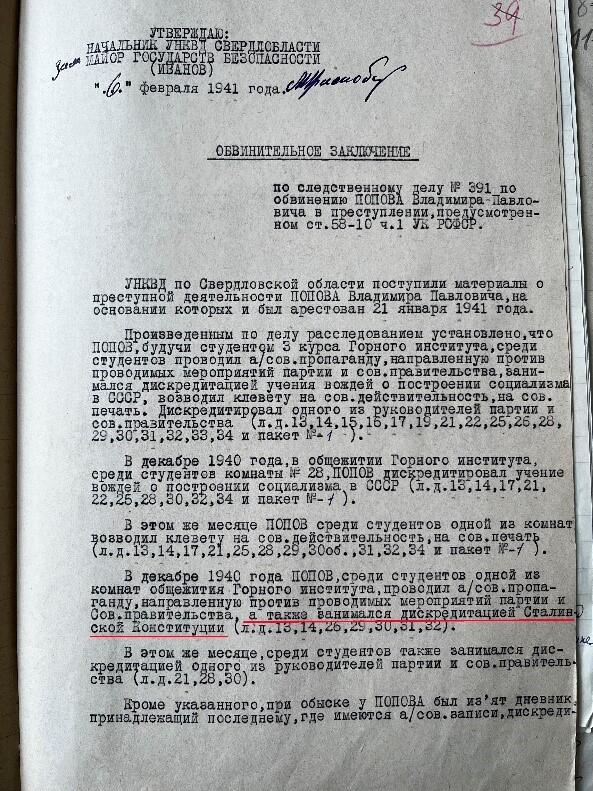 39
УТВЕРЖДАЮ:
НАЧАЛЬНИК УНКВД СВЕРДЛОБЛАСТИ
зам МАЙОР ГОСУДАРСТВ БЕЗОПАСНОСТИ
(ИВАНОВ)
"6" февраля 1941 года.
ОБВИНИТЕЛЬНОЕ ЗАКЛЮЧЕНИЕ
по следственному делу № 391 по
обвинению ПОПОВА Владимира Павло-
вича в преступлении,предусмотрен-
ном ст.58-10 ч.1 УК РСФСР.
УНКВД по Свердловской области поступили материалы о
преступной деятельности ПОПОВА Владимира Павловича,на
основании которых и был арестован 21 января 1941 года.
Произведенным по делу расследованием установлено,что
ПОПОВ,будучи студентом 3 курса Горного института,среди
студентов проводил а/сов.пропаганду,направленную против
проводимых мероприятий партии и сов.правительства,зани-
мался дискредитацией учения вождей о построении социализма
в СССР, возводил клевету на сов.действительность,на сов.
печать. Дискредитировал одного из руководителей партии и
сов.правительства (л.д.13,14,15,16,17,19,21,22,25,26,28,
29,30,31,32,33,34 и пакет №-1 ).
В декабре 1940 года,в общежитии Горного института,
среди студентов комнаты № 28,ПОПОВ дискредитировал учение
вождей о построении социализма в СССР (л.д.13,14,17,21,
22,25,28,30,32,34 и пакет №-1).
В этом же месяце ПОПОВ среди студентов одной из комнат
возводил клевету на сов.действительность,на сов.печать
(л.д.13,14,17,21,25,28,29,30об.,31,32,34 и пакет №-1 ).
В декабре 1940 года ПОПОВ,среди студентов одной из
комнат общежития Горного института,проводил а/сов.пропа-
ганду,направленную против проводимых мероприятий партии и
Сов.правительства, а также занимался дискредитацией Сталин-
ской Конституции (л.д.13,14,26,29,30,31,32).
В этом же месяце,среди студентов также занимался дис-
кредитацией одного из руководителей партии и сов.правитель-
ства (л.д.21,28,30).
Кроме указанного,при обыске у ПОПОВА был из'ят дневник,
принадлежащий последнему,где имеются а/сов.записи,дискреди-